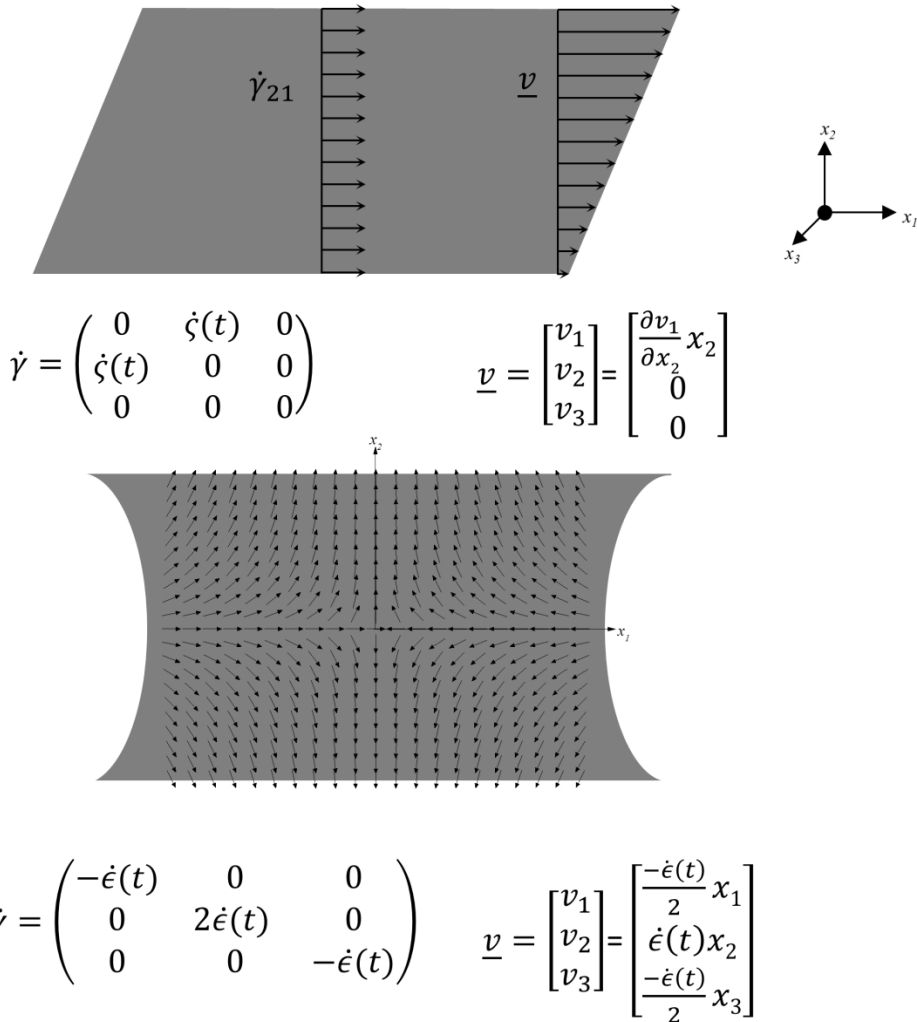 γ̇₂₁
v̲
x₂
x₁
x₃
γ̇ = ( 0 ς̇(t) 0
ς̇(t) 0 0
0 0 0 )
v̲ = [ v₁ v₂ v₃ ] = [ ∂v₁/∂x₂ x₂
0
0 ]
x₂
x₁
γ̇ = ( −ϵ̇(t) 0 0
0 2ϵ̇(t) 0
0 0 −ϵ̇(t) )
v̲ = [ v₁ v₂ v₃ ] = [ −ϵ̇(t)/2 x₁
ϵ̇(t)x₂
−ϵ̇(t)/2 x₃ ]